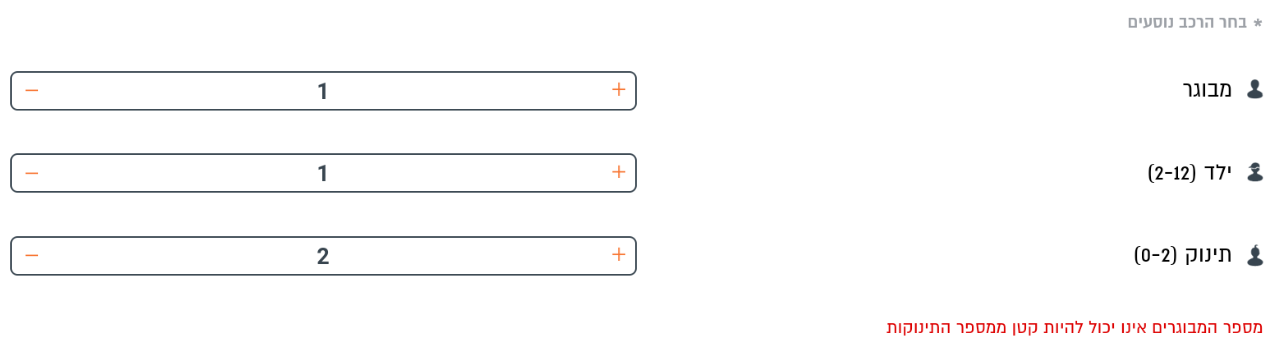 * בחר הרכב נוסעים
מבוגר
+ 1 −
ילד (2-12)
+ 1 −
תינוק (0-2)
+ 2 −
מספר המבוגרים אינו יכול להיות קטן ממספר התינוקות